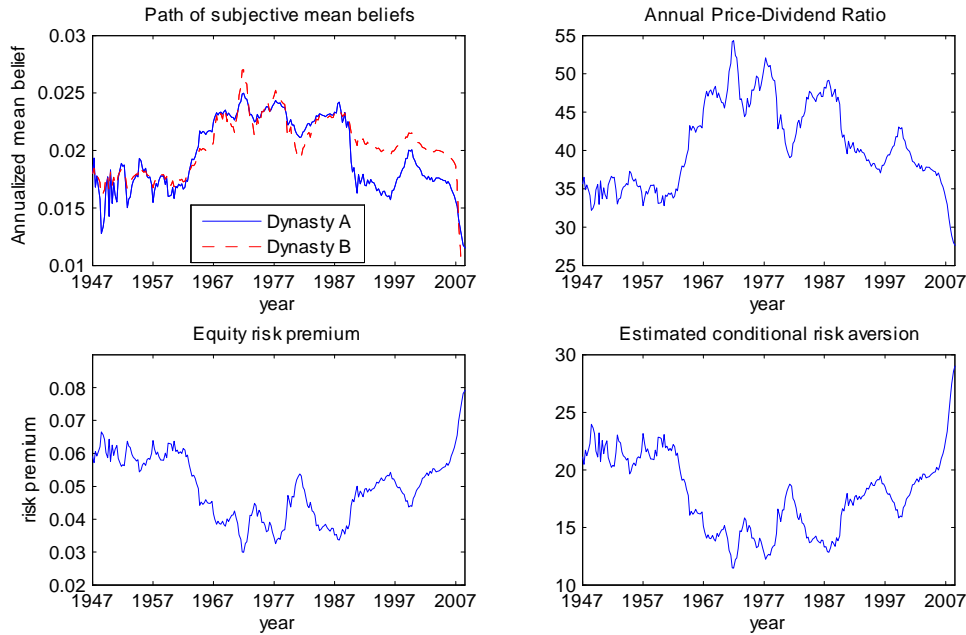 Path of subjective mean beliefs
Annualized mean belief
0.03
0.025
0.02
0.015
0.01
Dynasty A
Dynasty B
1947 1957 1967 1977 1987 1997 2007
year
Annual Price-Dividend Ratio
55
50
45
40
35
30
25
1947 1957 1967 1977 1987 1997 2007
year
Equity risk premium
risk premium
0.08
0.07
0.06
0.05
0.04
0.03
0.02
1947 1957 1967 1977 1987 1997 2007
year
Estimated conditional risk aversion
30
25
20
15
10
1947 1957 1967 1977 1987 1997 2007
year